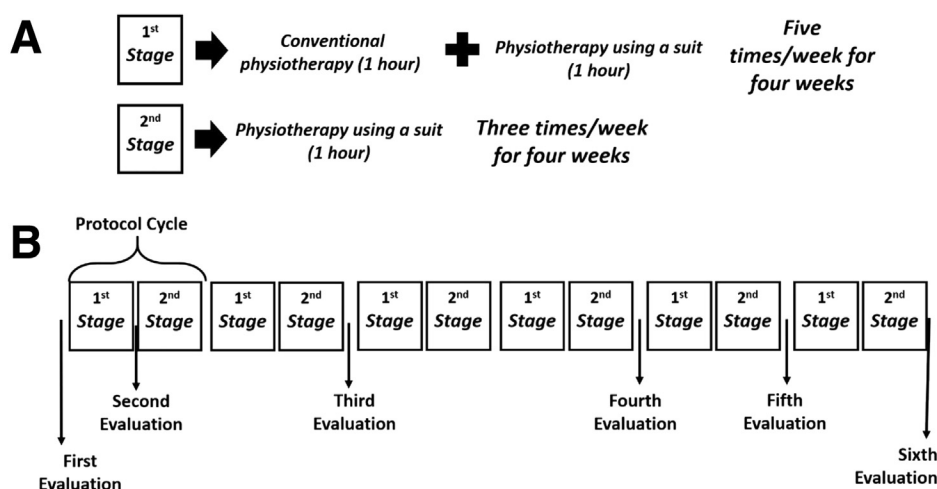 A
1st
Stage
Conventional
physiotherapy (1 hour)
Physiotherapy using a suit
(1 hour)
Five
times/week for
four weeks
2nd
Stage
Physiotherapy using a suit
(1 hour)
Three times/week
for four weeks
B
Protocol Cycle
1st
Stage
2nd
Stage
1st
Stage
2nd
Stage
1st
Stage
2nd
Stage
1st
Stage
2nd
Stage
1st
Stage
2nd
Stage
1st
Stage
2nd
Stage
First
Evaluation
Second
Evaluation
Third
Evaluation
Fourth
Evaluation
Fifth
Evaluation
Sixth
Evaluation